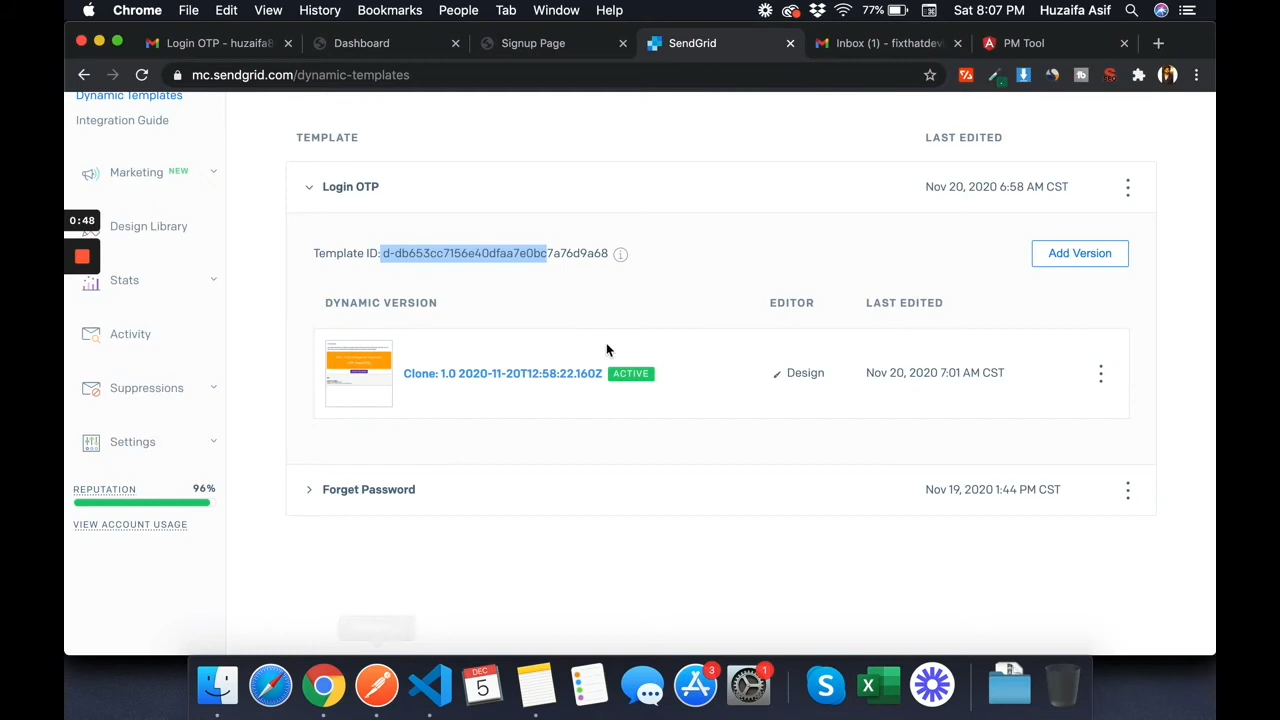 Chrome File Edit View History Bookmarks People Tab Window Help 77% Sat 8:07 PM Huzaifa Asif
Login OTP - huzaifa8 Dashboard Signup Page SendGrid Inbox (1) - fixthatdev PM Tool
mc.sendgrid.com/dynamic-templates
Dynamic Templates
Integration Guide
Marketing NEW
0:48
Design Library
Stats
Activity
Suppressions
Settings
REPUTATION 96%
VIEW ACCOUNT USAGE
TEMPLATE LAST EDITED
Login OTP Nov 20, 2020 6:58 AM CST
Template ID: d-db653cc7156e40dfaa7e0bc7a76d9a68 Add Version
DYNAMIC VERSION EDITOR LAST EDITED
Clone: 1.0 2020-11-20T12:58:22.160Z ACTIVE Design Nov 20, 2020 7:01 AM CST
Forget Password Nov 19, 2020 1:44 PM CST
DEC
5
3
1